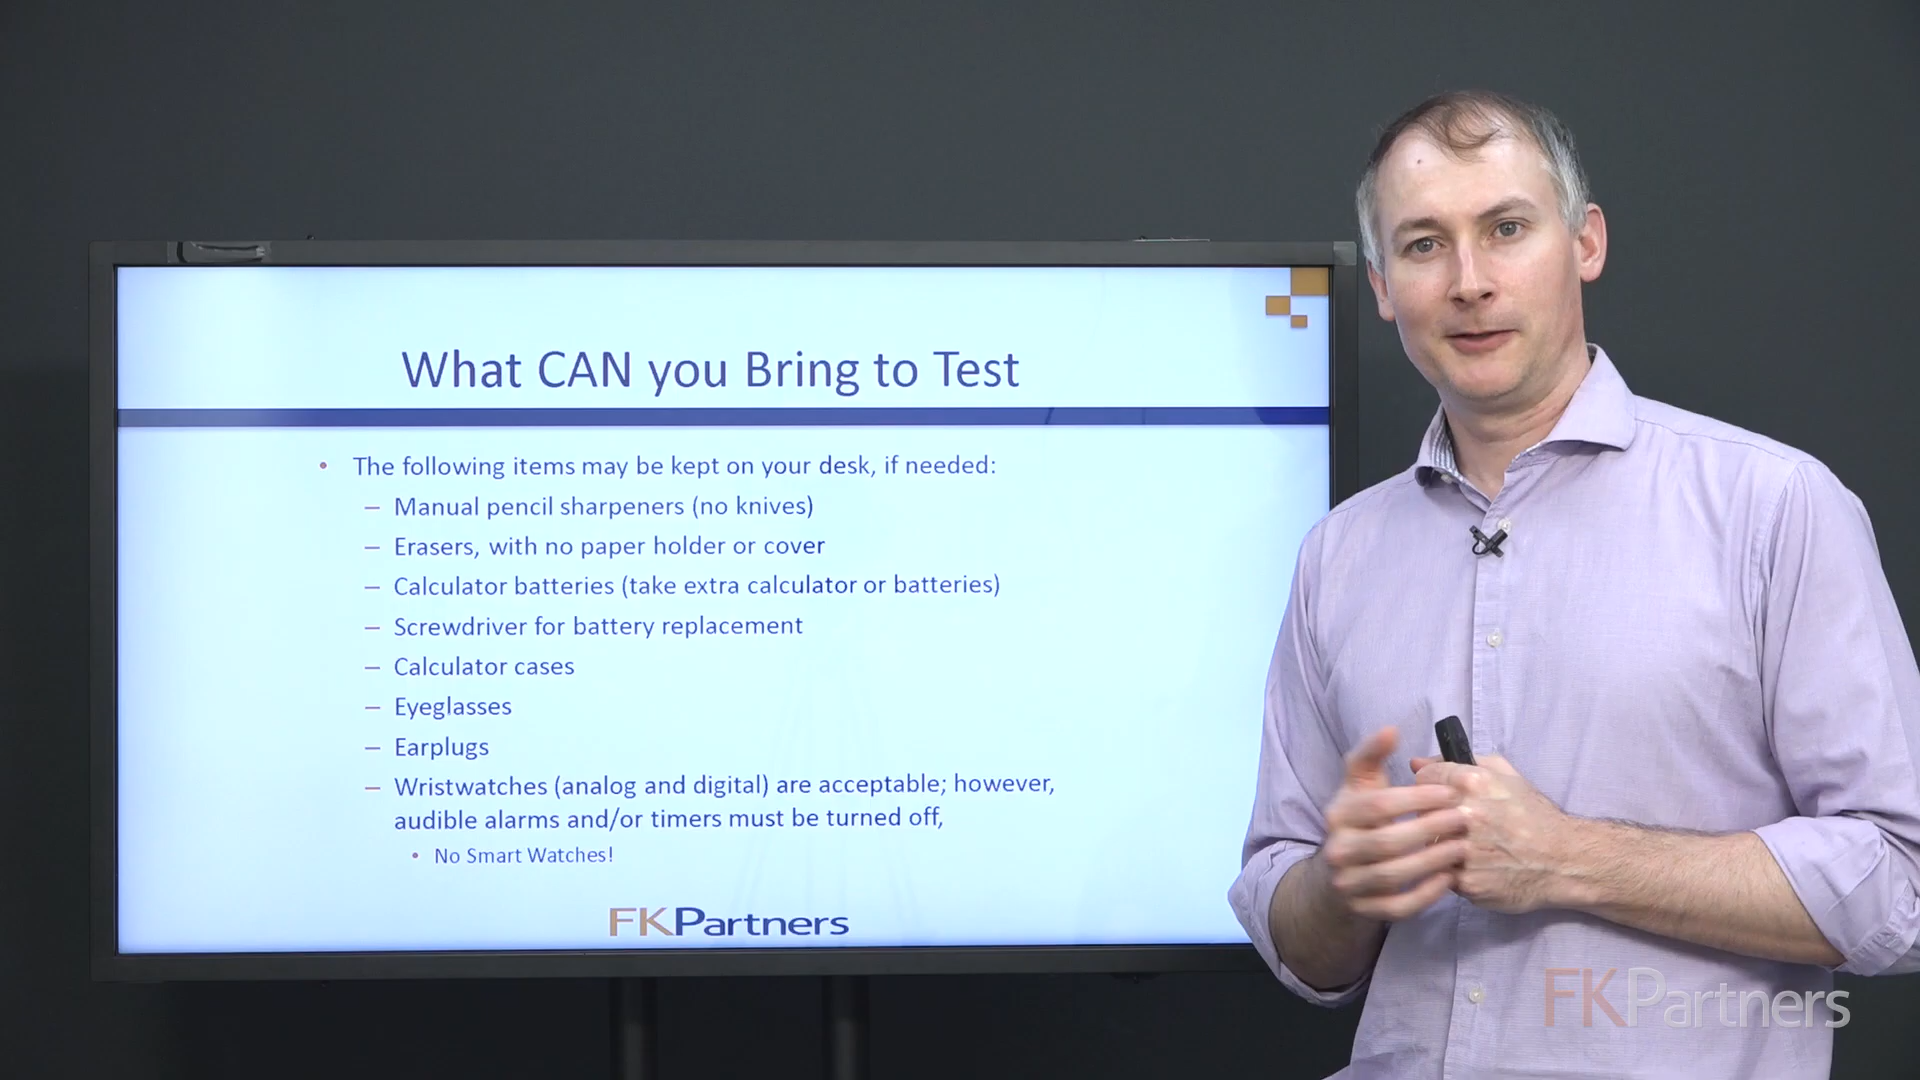 What CAN you Bring to Test
• The following items may be kept on your desk, if needed:
– Manual pencil sharpeners (no knives)
– Erasers, with no paper holder or cover
– Calculator batteries (take extra calculator or batteries)
– Screwdriver for battery replacement
– Calculator cases
– Eyeglasses
– Earplugs
– Wristwatches (analog and digital) are acceptable; however,
audible alarms and/or timers must be turned off,
• No Smart Watches!
FKPartners
FKPartners